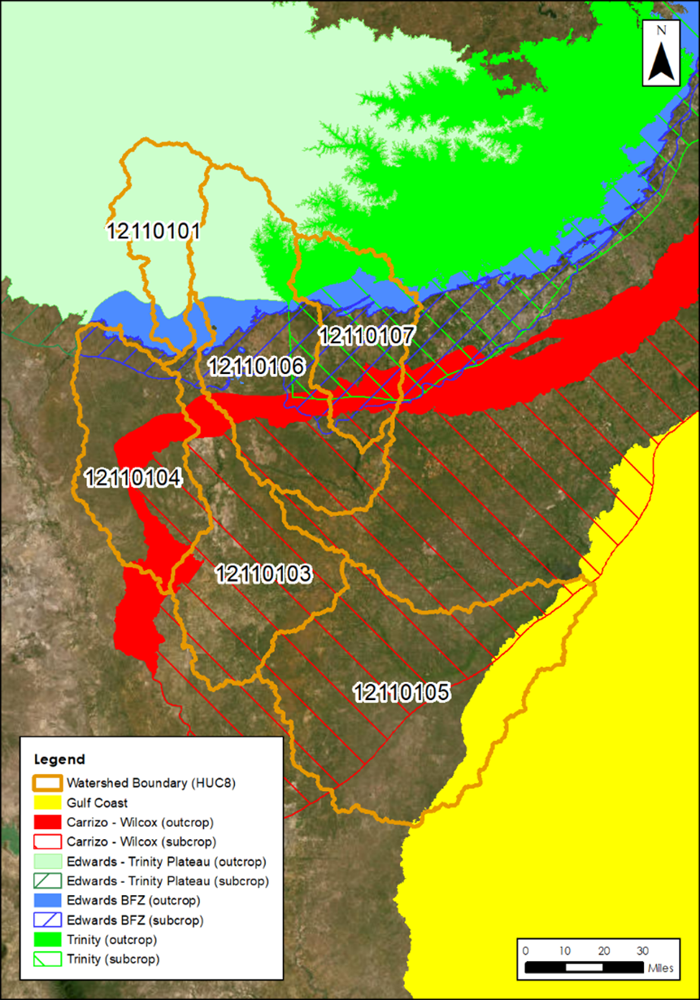 N
12110101
12110107
12110106
12110104
12110103
12110105
Legend
Watershed Boundary (HUC8)
Gulf Coast
Carrizo - Wilcox (outcrop)
Carrizo - Wilcox (subcrop)
Edwards - Trinity Plateau (outcrop)
Edwards - Trinity Plateau (subcrop)
Edwards BFZ (outcrop)
Edwards BFZ (subcrop)
Trinity (outcrop)
Trinity (subcrop)
0 10 20 30
Miles